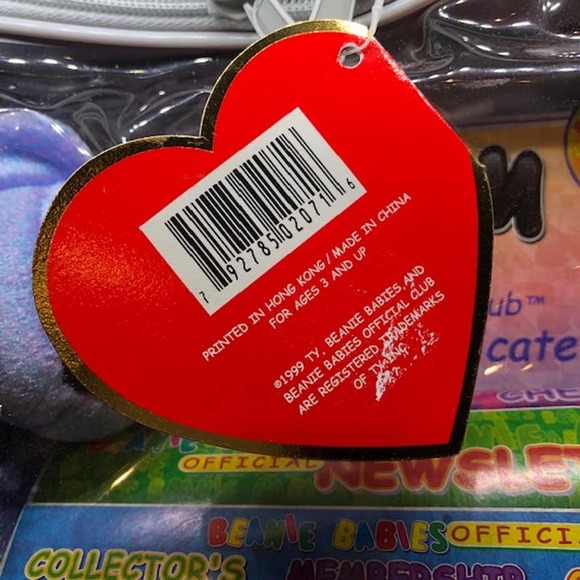 7 92785 02071 6
PRINTED IN HONG KONG / MADE IN CHINA
FOR AGES 3 AND UP
©1999 TY, BEANIE BABIES AND
BEANIE BABIES OFFICIAL CLUB
ARE REGISTERED TRADEMARKS
OF TY INC.
ub™
cate
OFFICIAL NEWSLET
BEANIE BABIES OFFICI
COLLECTOR'S MEMBERSHIP